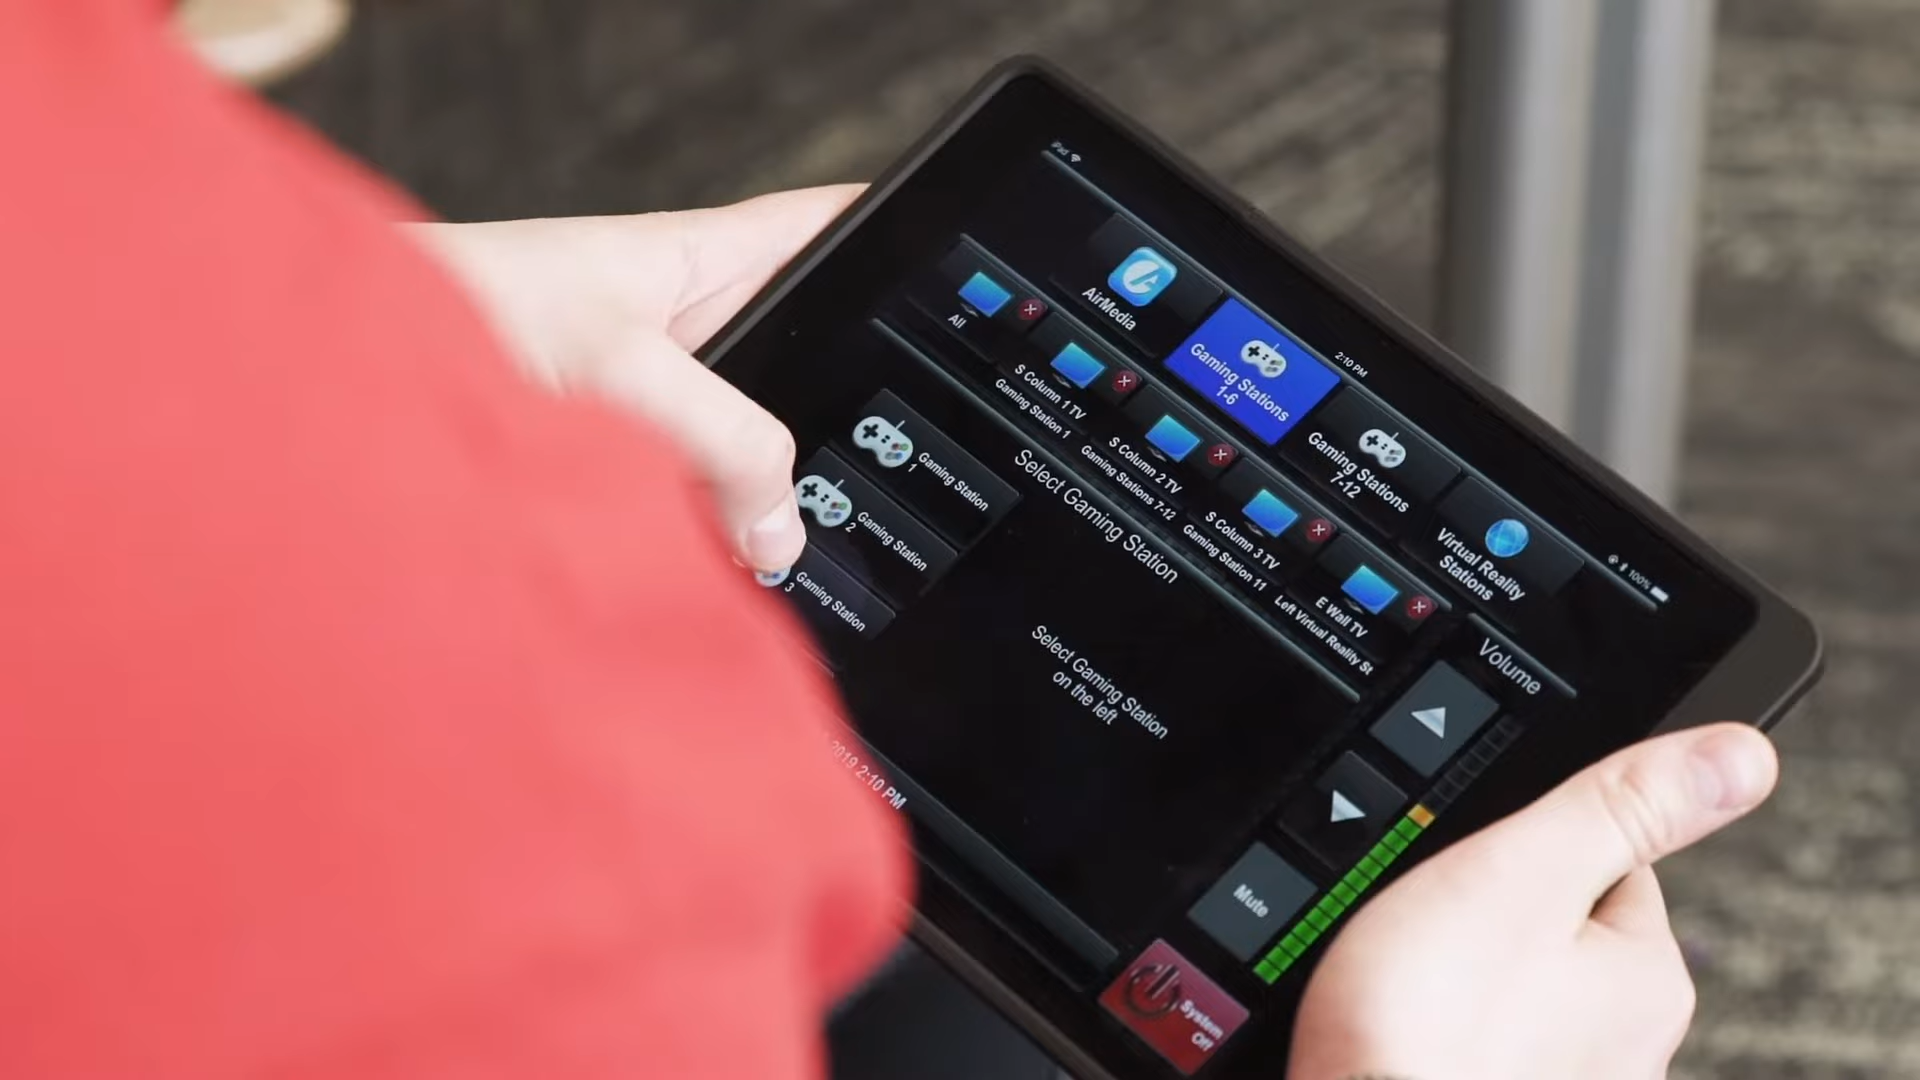 iPad
2:10 PM
100%
AirMedia
Gaming Stations
1-6
Gaming Stations
7-12
Virtual Reality
Stations
All
S Column 1 TV
Gaming Station 1
S Column 2 TV
Gaming Stations 7-12
S Column 3 TV
Gaming Station 11
E Wall TV
Left Virtual Reality St
Volume
Select Gaming Station
Gaming Station
1
Gaming Station
2
Gaming Station
3
Select Gaming Station
on the left
Mute
2019 2:10 PM
System
Off